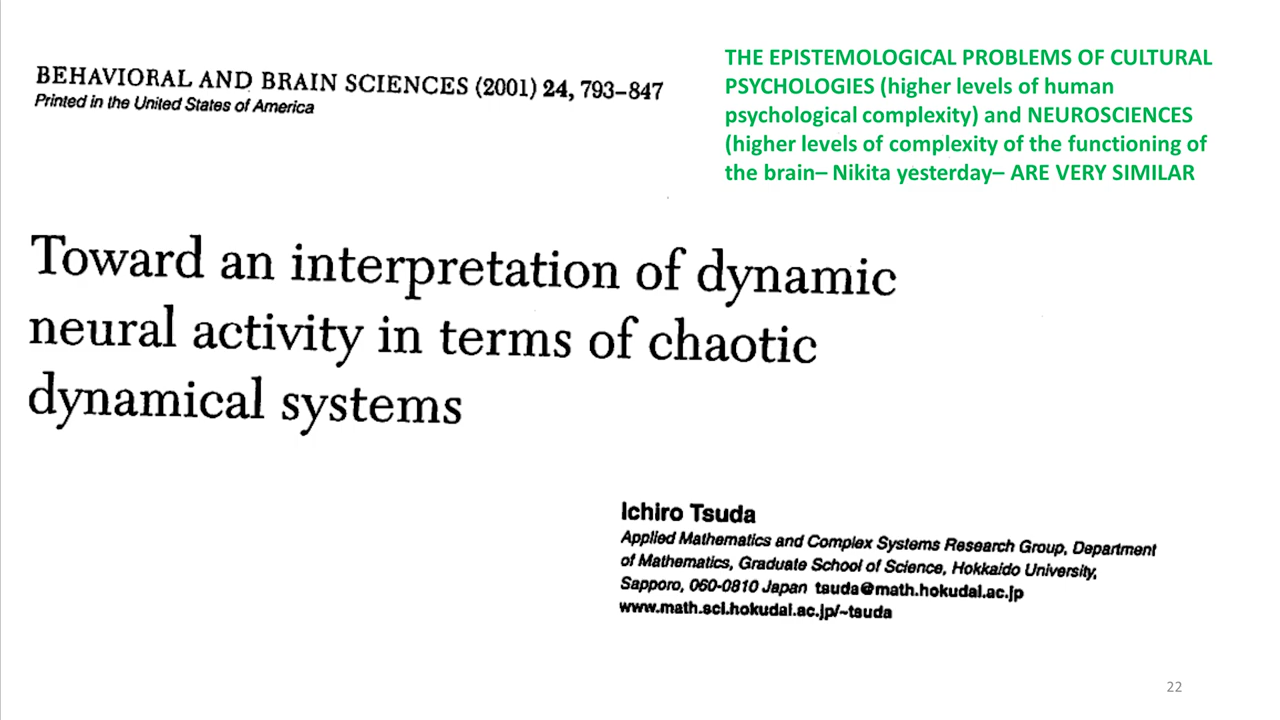 BEHAVIORAL AND BRAIN SCIENCES (2001) 24, 793–847
Printed in the United States of America
THE EPISTEMOLOGICAL PROBLEMS OF CULTURAL
PSYCHOLOGIES (higher levels of human
psychological complexity) and NEUROSCIENCES
(higher levels of complexity of the functioning of
the brain– Nikita yesterday– ARE VERY SIMILAR
Toward an interpretation of dynamic
neural activity in terms of chaotic
dynamical systems
Ichiro Tsuda
Applied Mathematics and Complex Systems Research Group, Department
of Mathematics, Graduate School of Science, Hokkaido University,
Sapporo, 060-0810 Japan tsuda@math.hokudai.ac.jp
www.math.sci.hokudai.ac.jp/~tsuda
22